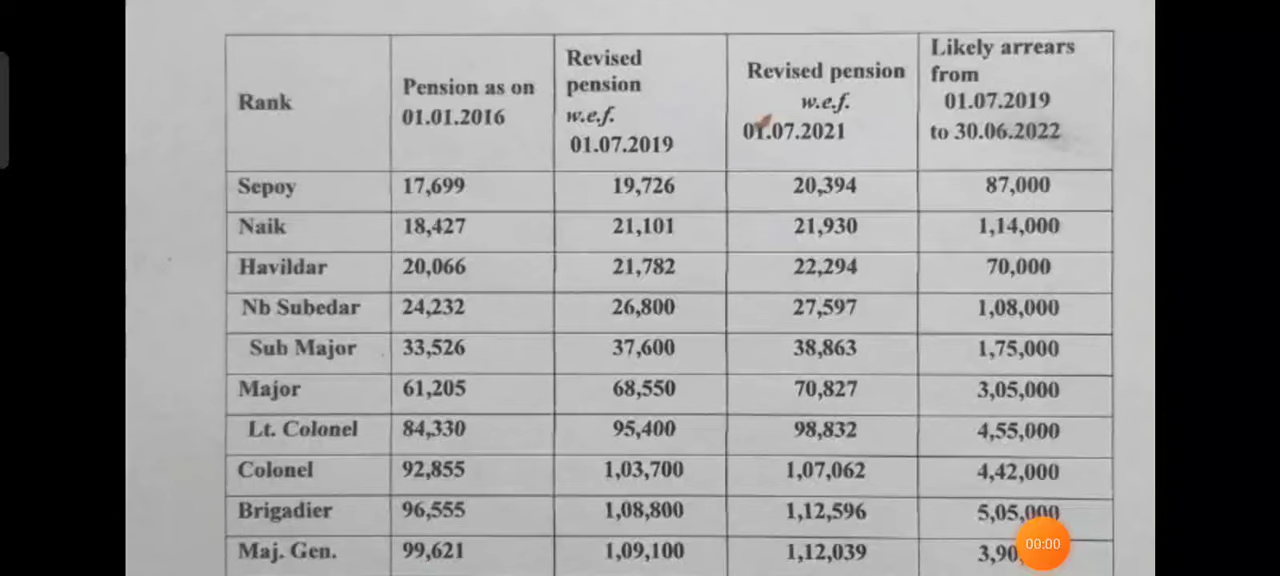 Rank Pension as on 01.01.2016 Revised pension w.e.f. 01.07.2019 Revised pension w.e.f. 01.07.2021 Likely arrears from 01.07.2019 to 30.06.2022
Sepoy 17,699 19,726 20,394 87,000
Naik 18,427 21,101 21,930 1,14,000
Havildar 20,066 21,782 22,294 70,000
Nb Subedar 24,232 26,800 27,597 1,08,000
Sub Major 33,526 37,600 38,863 1,75,000
Major 61,205 68,550 70,827 3,05,000
Lt. Colonel 84,330 95,400 98,832 4,55,000
Colonel 92,855 1,03,700 1,07,062 4,42,000
Brigadier 96,555 1,08,800 1,12,596 5,05,000
Maj. Gen. 99,621 1,09,100 1,12,039
00:00